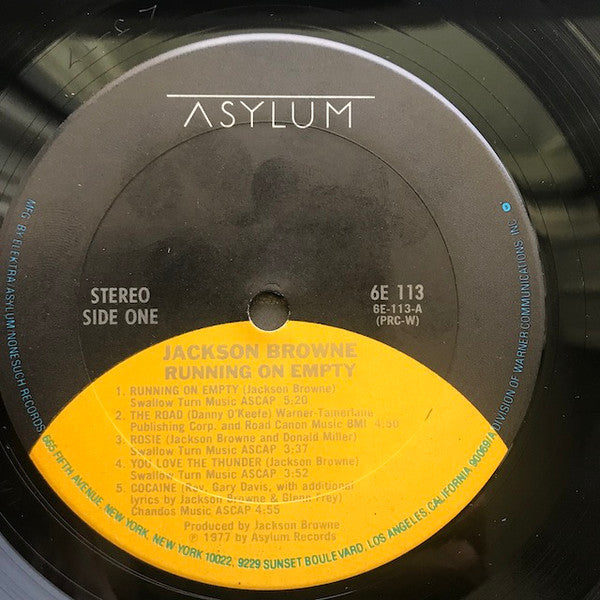 ASYLUM
STEREO
SIDE ONE
6E 113
6E-113-A
(PRC-W)
JACKSON BROWNE
RUNNING ON EMPTY
1. RUNNING ON EMPTY (Jackson Browne)
Swallow Turn Music ASCAP 5:20
2. THE ROAD (Danny O'Keefe) Warner-Tamerlane
Publishing Corp. and Road Canon Music BMI 4:50
3. ROSIE (Jackson Browne and Donald Miller)
Swallow Turn Music ASCAP 3:37
4. YOU LOVE THE THUNDER (Jackson Browne)
Swallow Turn Music ASCAP 3:52
5. COCAINE (Rev. Gary Davis, with additional
lyrics by Jackson Browne & Glenn Frey)
Chandos Music ASCAP 4:55
Produced by Jackson Browne
℗ 1977 by Asylum Records
MFG. BY ELEKTRA/ASYLUM/NONESUCH RECORDS 665 FIFTH AVENUE, NEW YORK, NEW YORK 10022, 9229 SUNSET BOULEVARD, LOS ANGELES, CALIFORNIA, 90069/A DIVISION OF WARNER COMMUNICATIONS INC